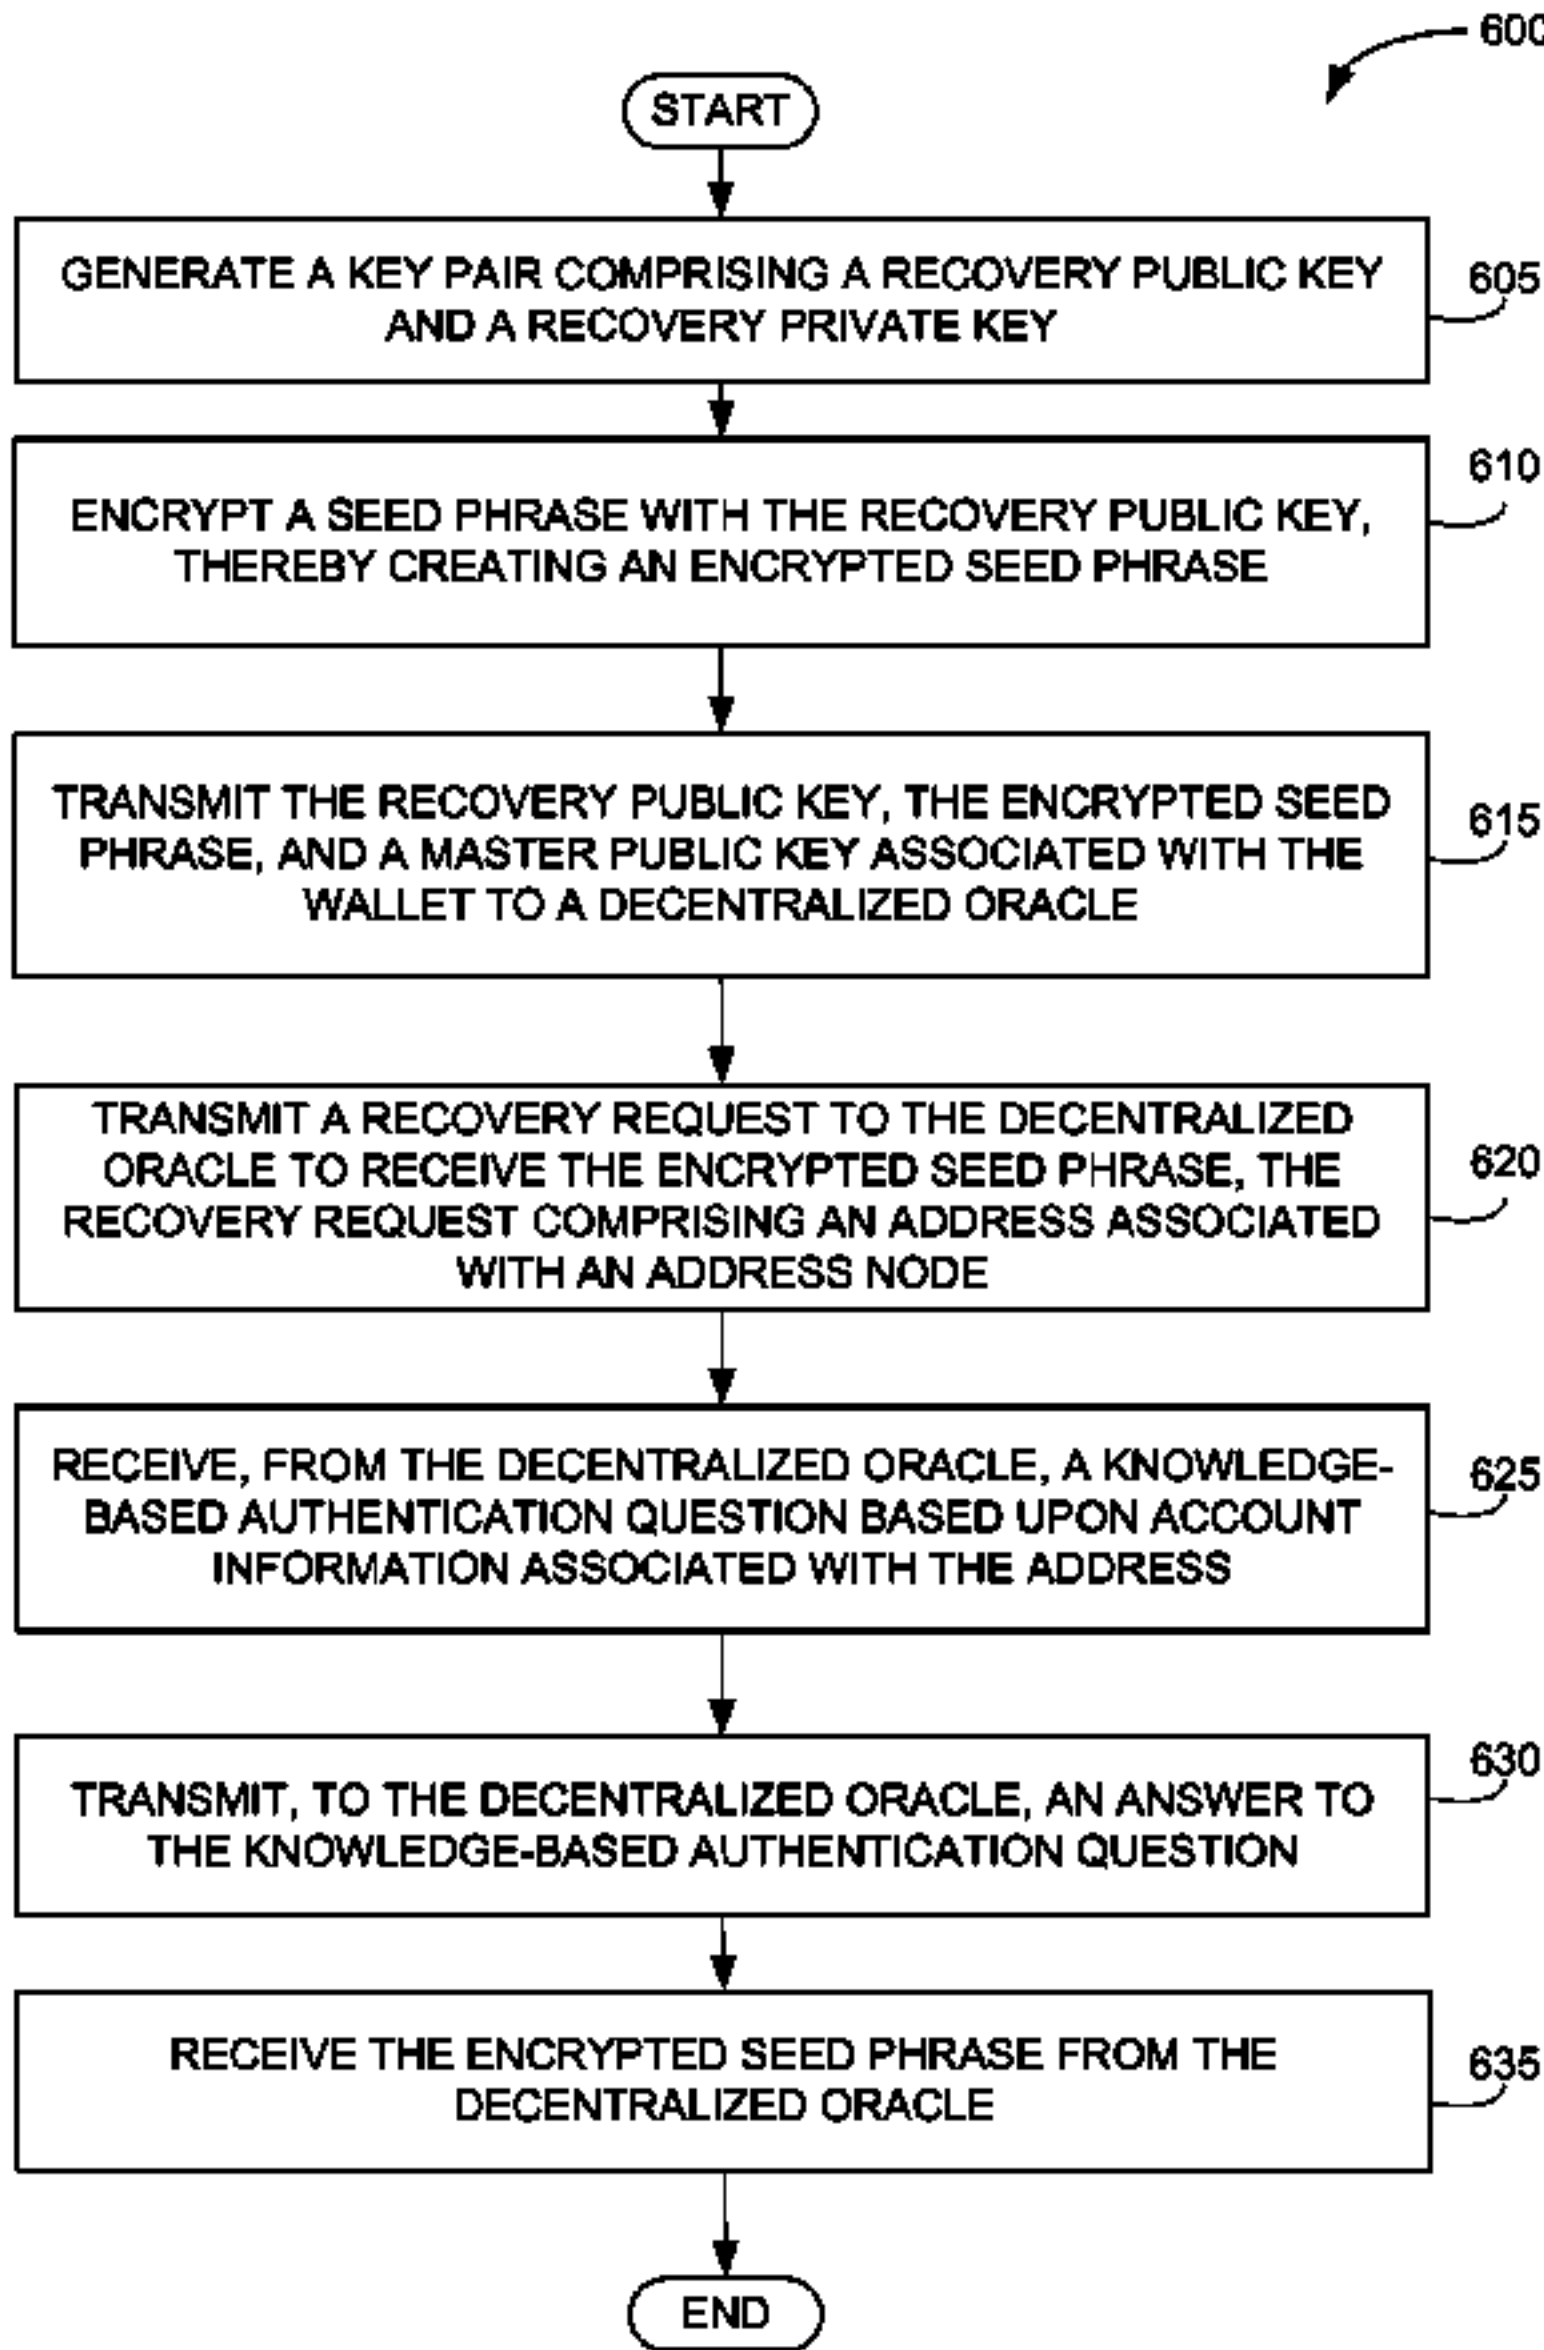 600
START
GENERATE A KEY PAIR COMPRISING A RECOVERY PUBLIC KEY
AND A RECOVERY PRIVATE KEY
605
ENCRYPT A SEED PHRASE WITH THE RECOVERY PUBLIC KEY,
THEREBY CREATING AN ENCRYPTED SEED PHRASE
610
TRANSMIT THE RECOVERY PUBLIC KEY, THE ENCRYPTED SEED
PHRASE, AND A MASTER PUBLIC KEY ASSOCIATED WITH THE
WALLET TO A DECENTRALIZED ORACLE
615
TRANSMIT A RECOVERY REQUEST TO THE DECENTRALIZED
ORACLE TO RECEIVE THE ENCRYPTED SEED PHRASE, THE
RECOVERY REQUEST COMPRISING AN ADDRESS ASSOCIATED
WITH AN ADDRESS NODE
620
RECEIVE, FROM THE DECENTRALIZED ORACLE, A KNOWLEDGE-
BASED AUTHENTICATION QUESTION BASED UPON ACCOUNT
INFORMATION ASSOCIATED WITH THE ADDRESS
625
TRANSMIT, TO THE DECENTRALIZED ORACLE, AN ANSWER TO
THE KNOWLEDGE-BASED AUTHENTICATION QUESTION
630
RECEIVE THE ENCRYPTED SEED PHRASE FROM THE
DECENTRALIZED ORACLE
635
END